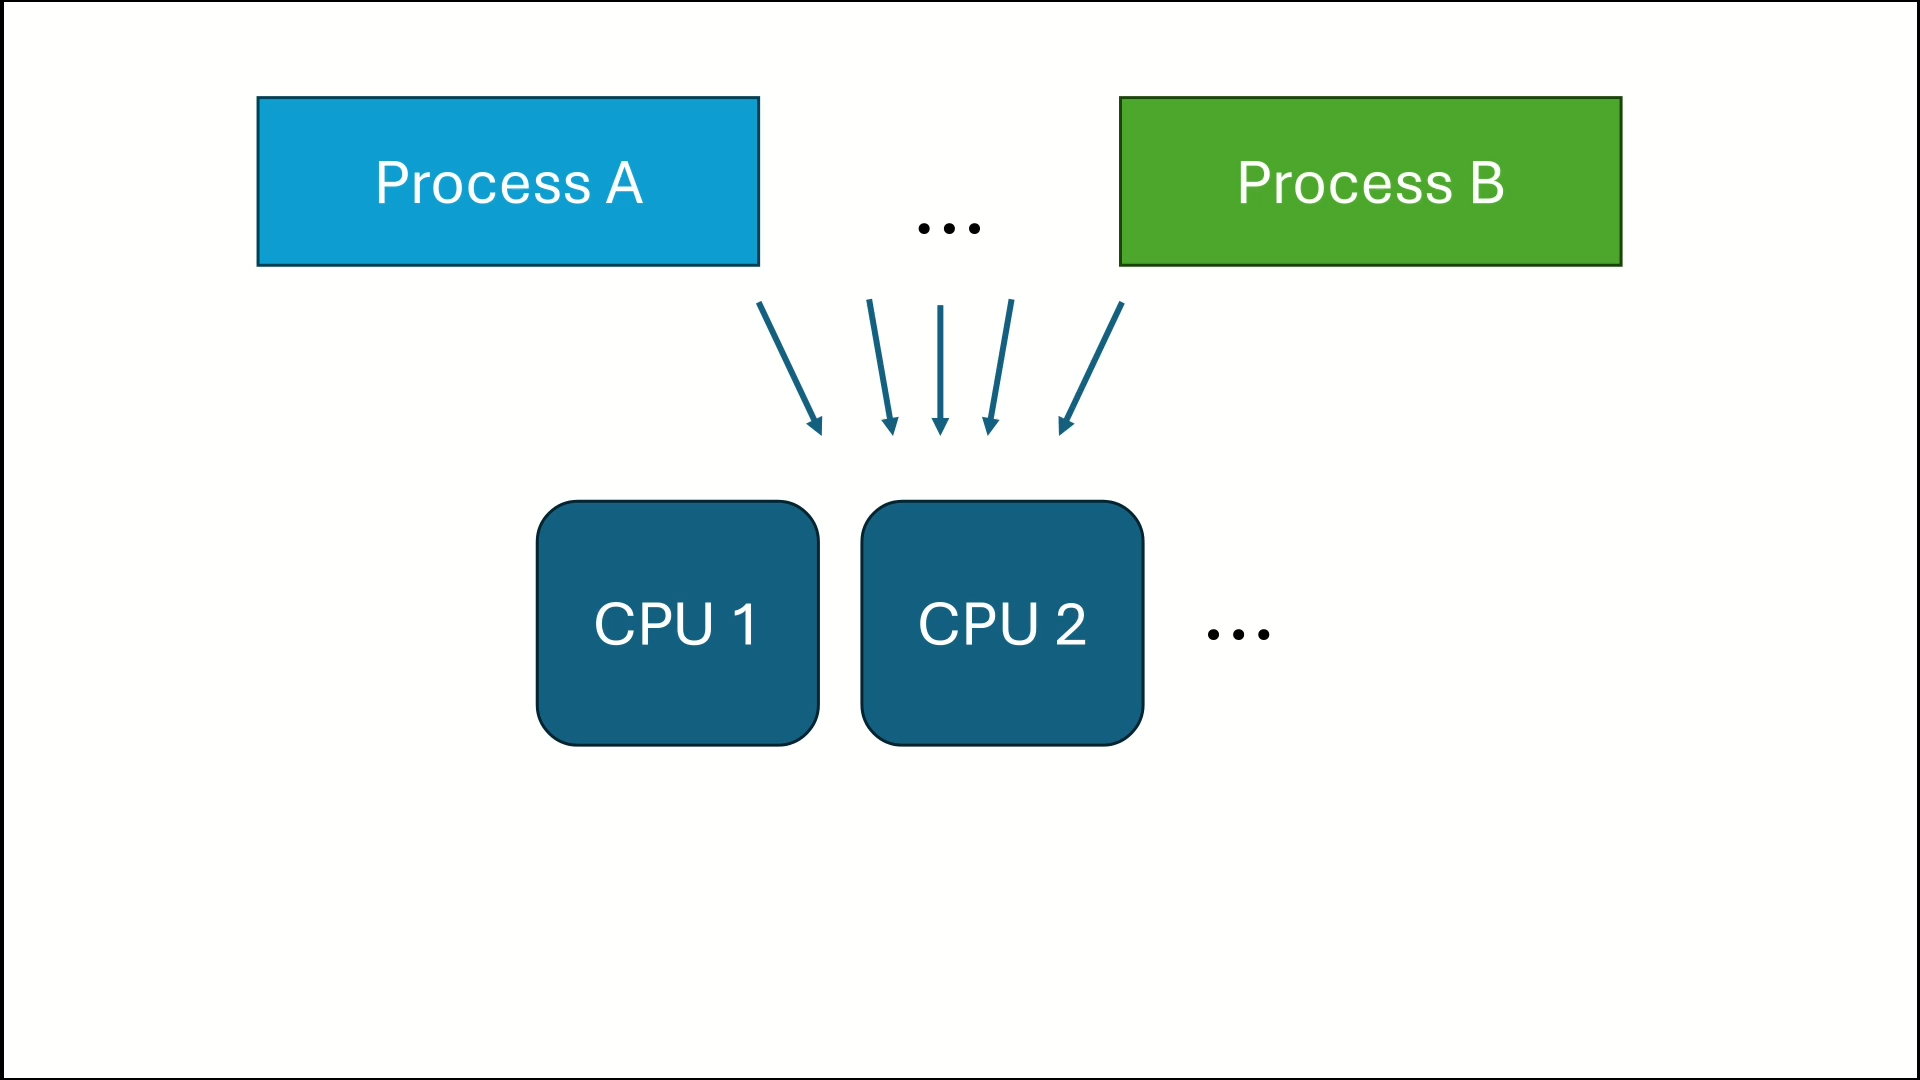 Process A
...
Process B
CPU 1
CPU 2
...